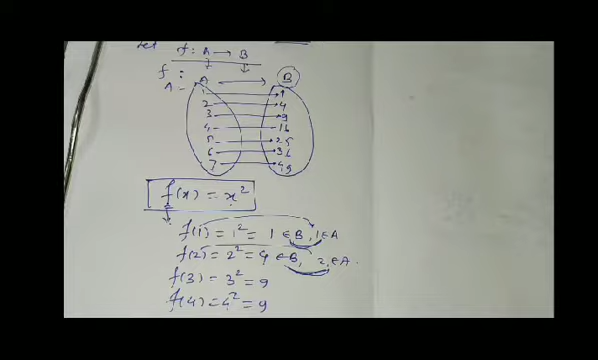 Let f: A → B
f: A → B
A -
1 → 1
2 → 4
3 → 9
4 → 16
5 → 25
6 → 36
7 → 49
f(x) = x²
f(1) = 1² = 1 ∈ B, 1 ∈ A
f(2) = 2² = 4 ∈ B, 2 ∈ A.
f(3) = 3² = 9
f(4) = 4² = 9